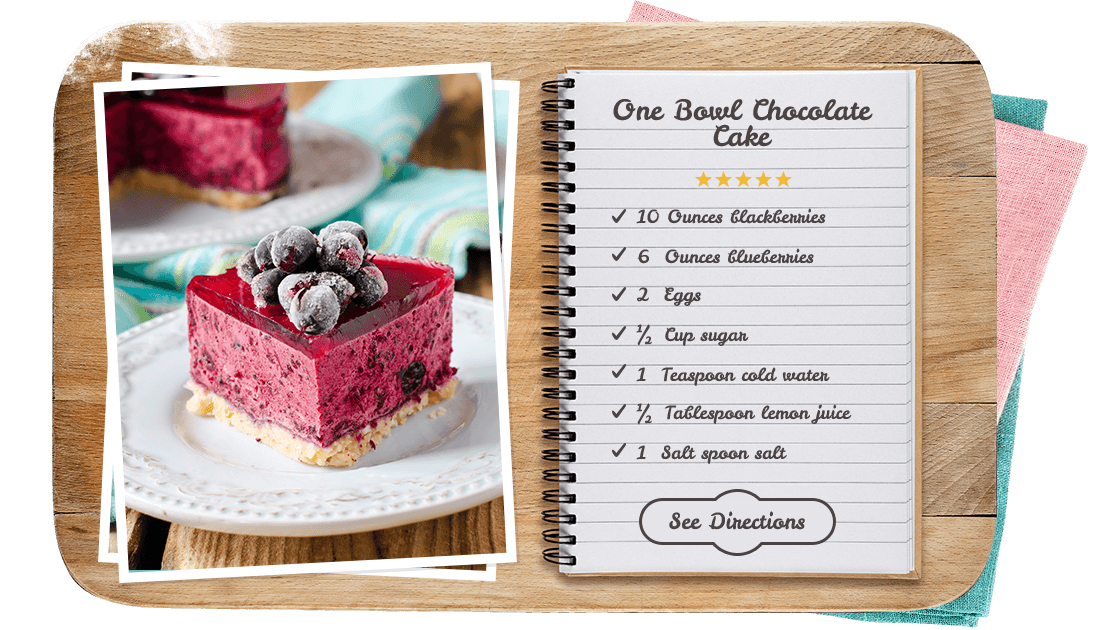 One Bowl Chocolate
Cake
10 Ounces blackberries
6 Ounces blueberries
2 Eggs
½ Cup sugar
1 Teaspoon cold water
½ Tablespoon lemon juice
1 Salt spoon salt
See Directions